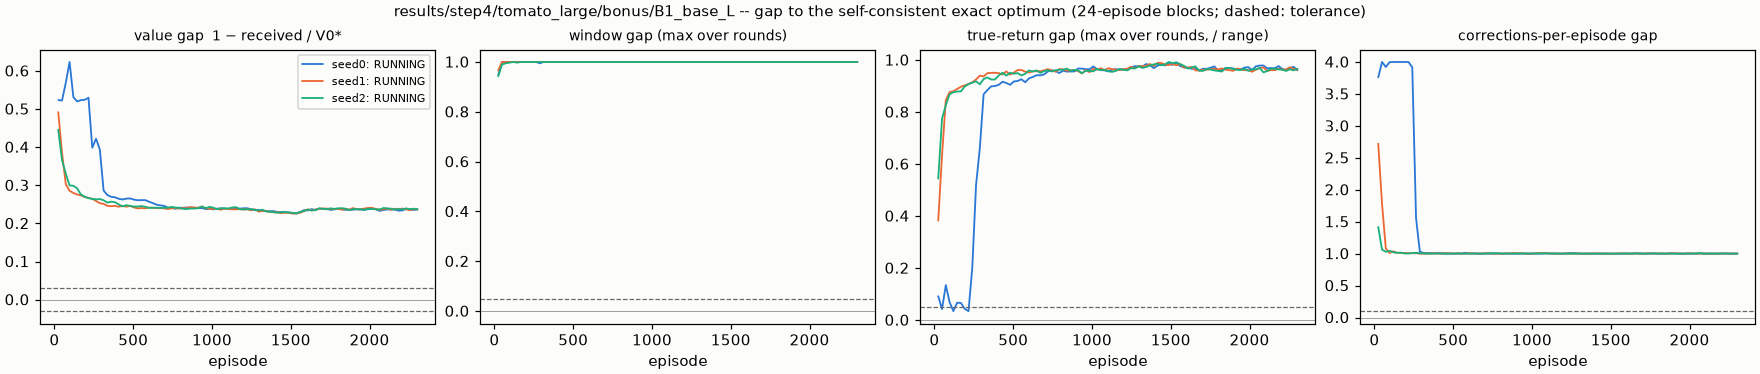 results/step4/tomato_large/bonus/B1_base_L -- gap to the self-consistent exact optimum (24-episode blocks; dashed: tolerance)
value gap 1 − received / V0*
0.6
0.5
0.4
0.3
0.2
0.1
0.0
seed0: RUNNING
seed1: RUNNING
seed2: RUNNING
0 500 1000 1500 2000
episode
window gap (max over rounds)
1.0
0.8
0.6
0.4
0.2
0.0
0 500 1000 1500 2000
episode
true-return gap (max over rounds, / range)
1.0
0.8
0.6
0.4
0.2
0.0
0 500 1000 1500 2000
episode
corrections-per-episode gap
4.0
3.5
3.0
2.5
2.0
1.5
1.0
0.5
0.0
0 500 1000 1500 2000
episode